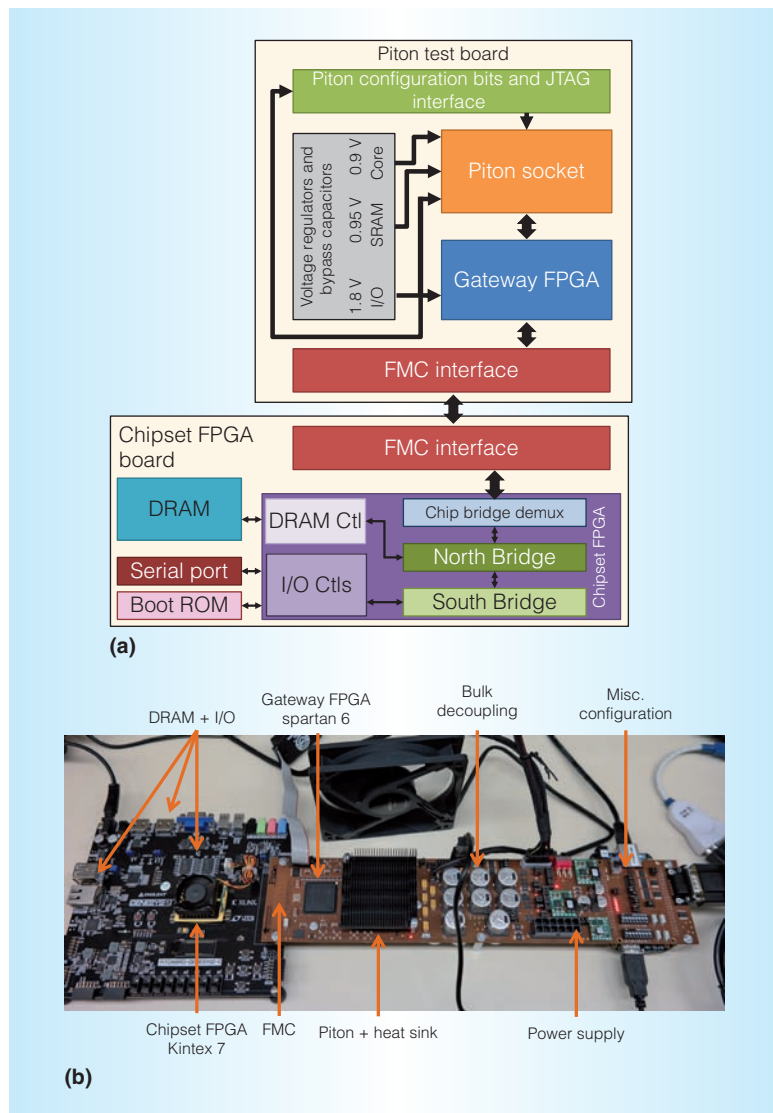 Piton test board
Piton configuration bits and JTAG
interface
Voltage regulators and
bypass capacitors
0.9 V
Core
0.95 V
SRAM
1.8 V
I/O
Piton socket
Gateway FPGA
FMC interface
Chipset FPGA
board
FMC interface
DRAM
DRAM Ctl
Chip bridge demux
North Bridge
Serial port
I/O Ctls
Boot ROM
South Bridge
Chipset FPGA
(a)
DRAM + I/O
Gateway FPGA
spartan 6
Bulk
decoupling
Misc.
configuration
Chipset FPGA
Kintex 7
FMC
Piton + heat sink
Power supply
(b)